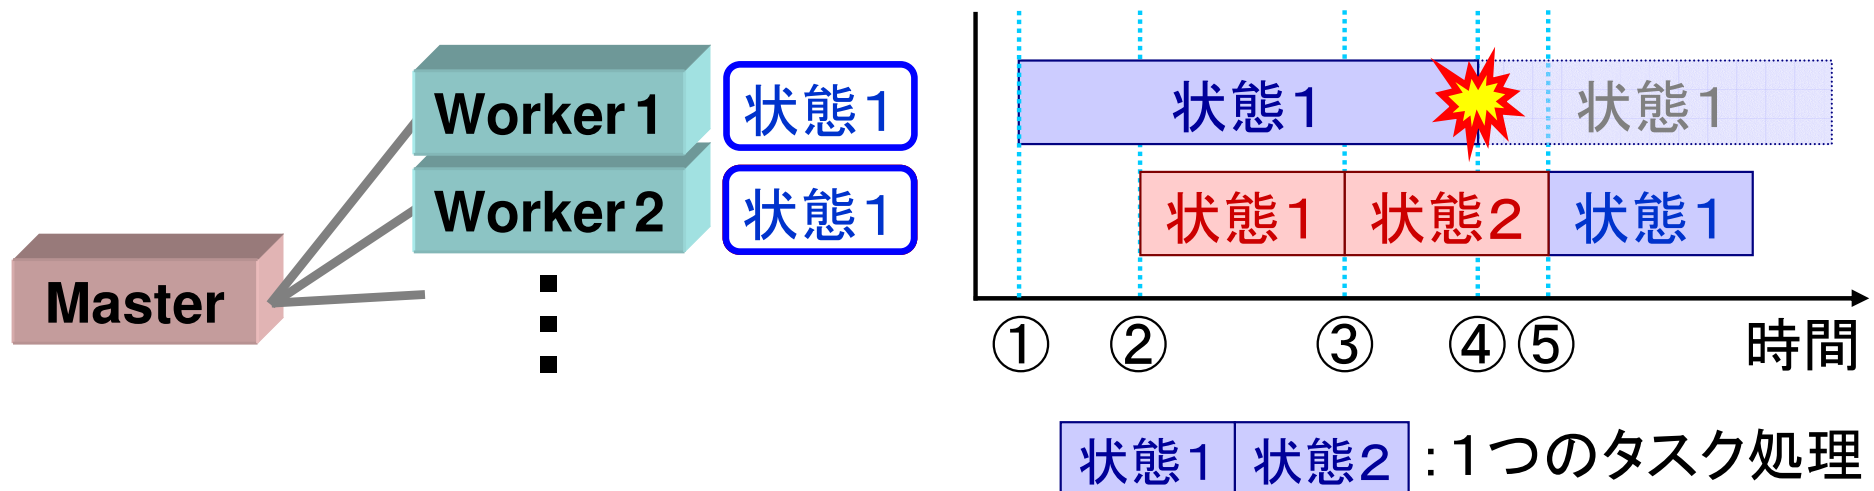 Worker 1
状態1
Worker 2
状態1
Master
状態1
状態1
状態1
状態2
状態1
① ② ③ ④ ⑤
時間
状態1 状態2 : 1つのタスク処理